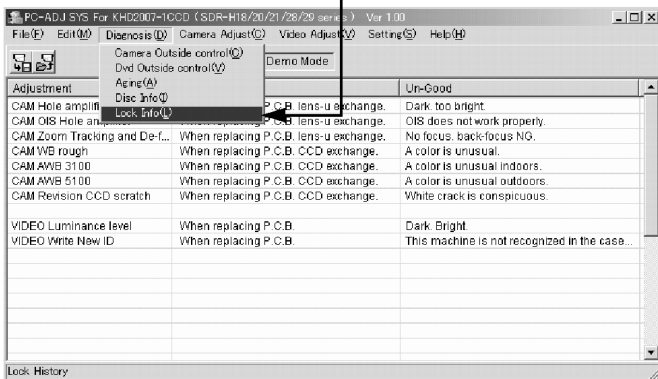 PC-ADJ SYS For KHD2007-1CCD (SDR-H18/20/21/28/29 series ) Ver 1.00
File(F) Edit(M) Diagnosis(D) Camera Adjust(C) Video Adjust(V) Setting(S) Help(H)
Camera Outside control(C)
Dvd Outside control(V)
Aging(A)
Disc Info(I)
Lock Info(L)
Demo Mode
Adjustment Un-Good
CAM Hole amplifi P.C.B. lens-u exchange. Dark. too bright.
CAM OIS Hole P.C.B. lens-u exchange. OIS does not work properly.
CAM Zoom Tracking and De-f... When replacing P.C.B. lens-u exchange. No focus. back-focus NG.
CAM WB rough When replacing P.C.B. CCD exchange. A color is unusual.
CAM AWB 3100 When replacing P.C.B. CCD exchange. A color is unusual indoors.
CAM AWB 5100 When replacing P.C.B. CCD exchange. A color is unusual outdoors.
CAM Revision CCD scratch When replacing P.C.B. CCD exchange. White crack is conspicuous.
VIDEO Luminance level When replacing P.C.B. Dark. Bright.
VIDEO Write New ID When replacing P.C.B. This machine is not recognized in the case...
Lock History